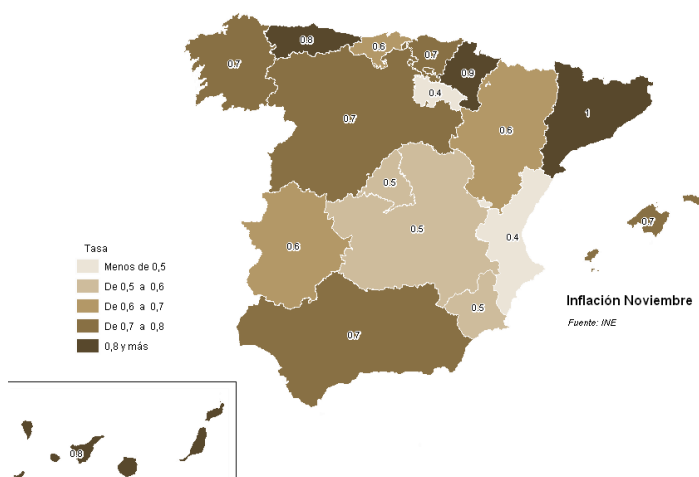 0.8
0.6
0.7
0.7
0.9
0.4
1
0.7
0.6
0.5
0.7
0.5
0.4
0.6
0.5
0.7
0.8
Tasa
Menos de 0,5
De 0,5 a 0,6
De 0,6 a 0,7
De 0,7 a 0,8
0,8 y más
Inflación Noviembre
Fuente: INE